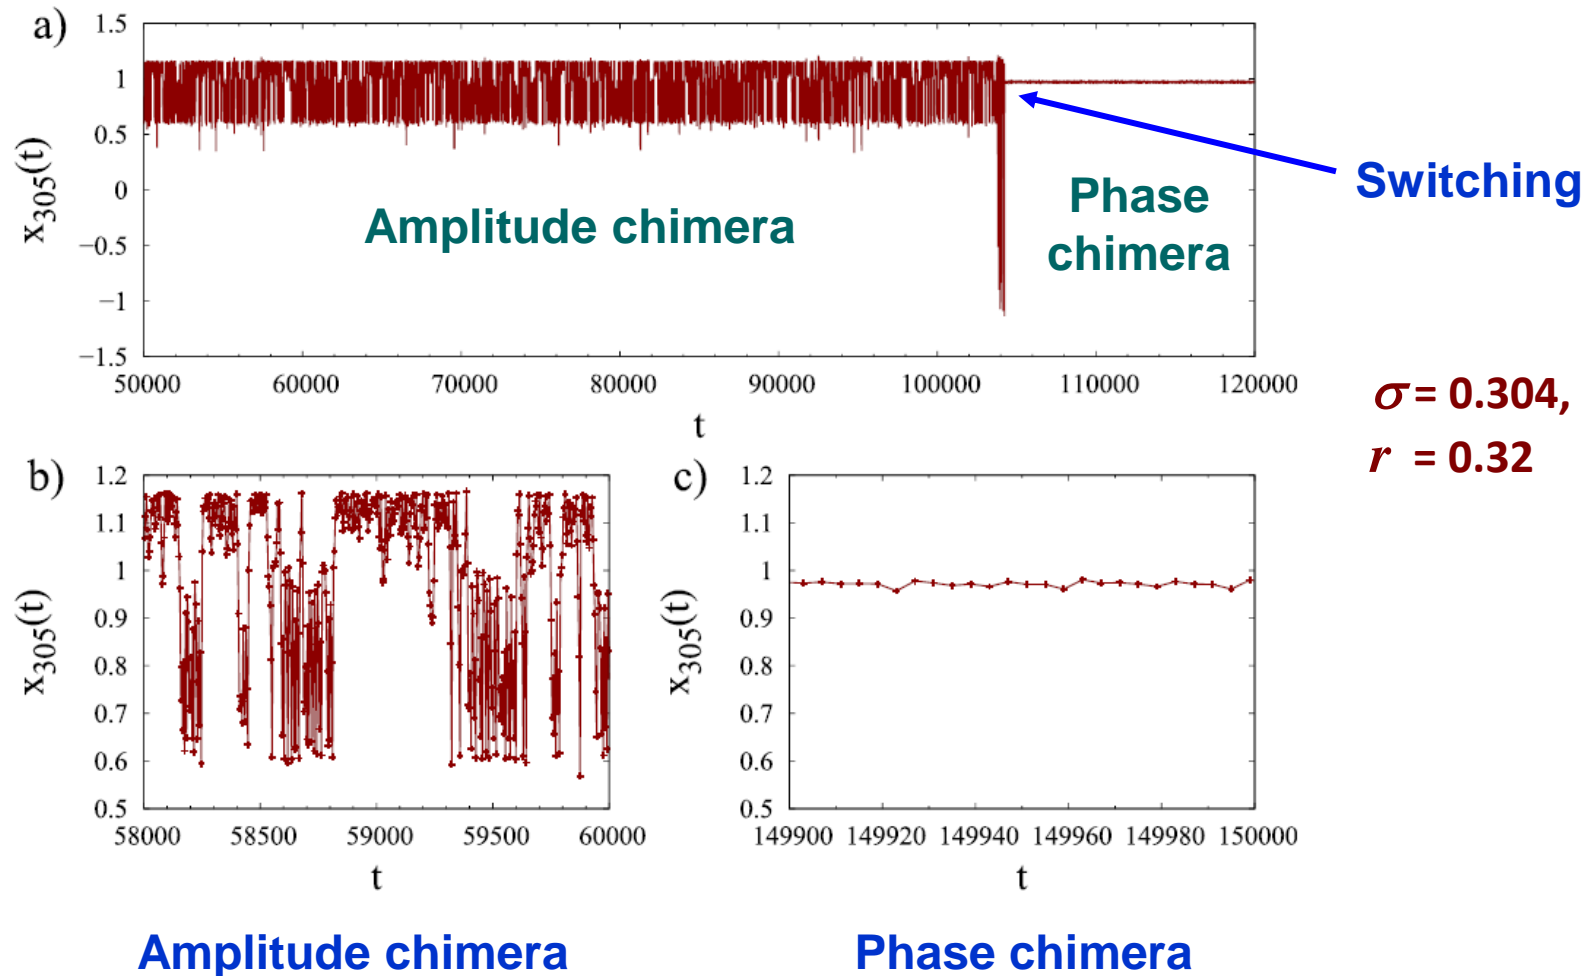 a)
1.5
1
0.5
0
−0.5
−1
−1.5
x305(t)
50000 60000 70000 80000 90000 100000 110000 120000
t
Amplitude chimera
Phase
chimera
Switching
σ = 0.304,
r = 0.32
b)
1.2
1.1
1
0.9
0.8
0.7
0.6
0.5
x305(t)
58000 58500 59000 59500 60000
t
c)
1.2
1.1
1
0.9
0.8
0.7
0.6
0.5
x305(t)
149900 149920 149940 149960 149980 150000
t
Amplitude chimera
Phase chimera